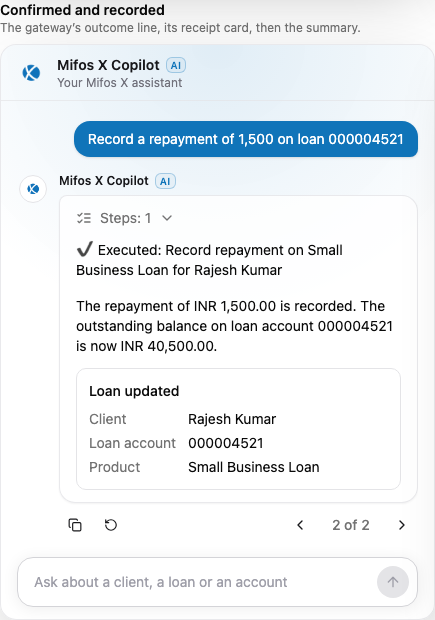 Confirmed and recorded
The gateway's outcome line, its receipt card, then the summary.
Mifos X Copilot AI
Your Mifos X assistant
Record a repayment of 1,500 on loan 000004521
Mifos X Copilot AI
Steps: 1
✔ Executed: Record repayment on Small
Business Loan for Rajesh Kumar
The repayment of INR 1,500.00 is recorded. The
outstanding balance on loan account 000004521
is now INR 40,500.00.
Loan updated
Client Rajesh Kumar
Loan account 000004521
Product Small Business Loan
2 of 2
Ask about a client, a loan or an account